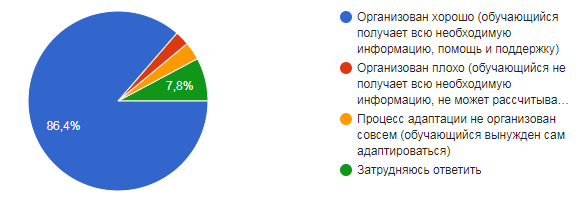 86,4%
7,8%
Организован хорошо (обучающийся
получает всю необходимую
информацию, помощь и поддержку)
Организован плохо (обучающийся не
получает всю необходимую
информацию, не может рассчитыва…
Процесс адаптации не организован
совсем (обучающийся вынужден сам
адаптироваться)
Затрудняюсь ответить